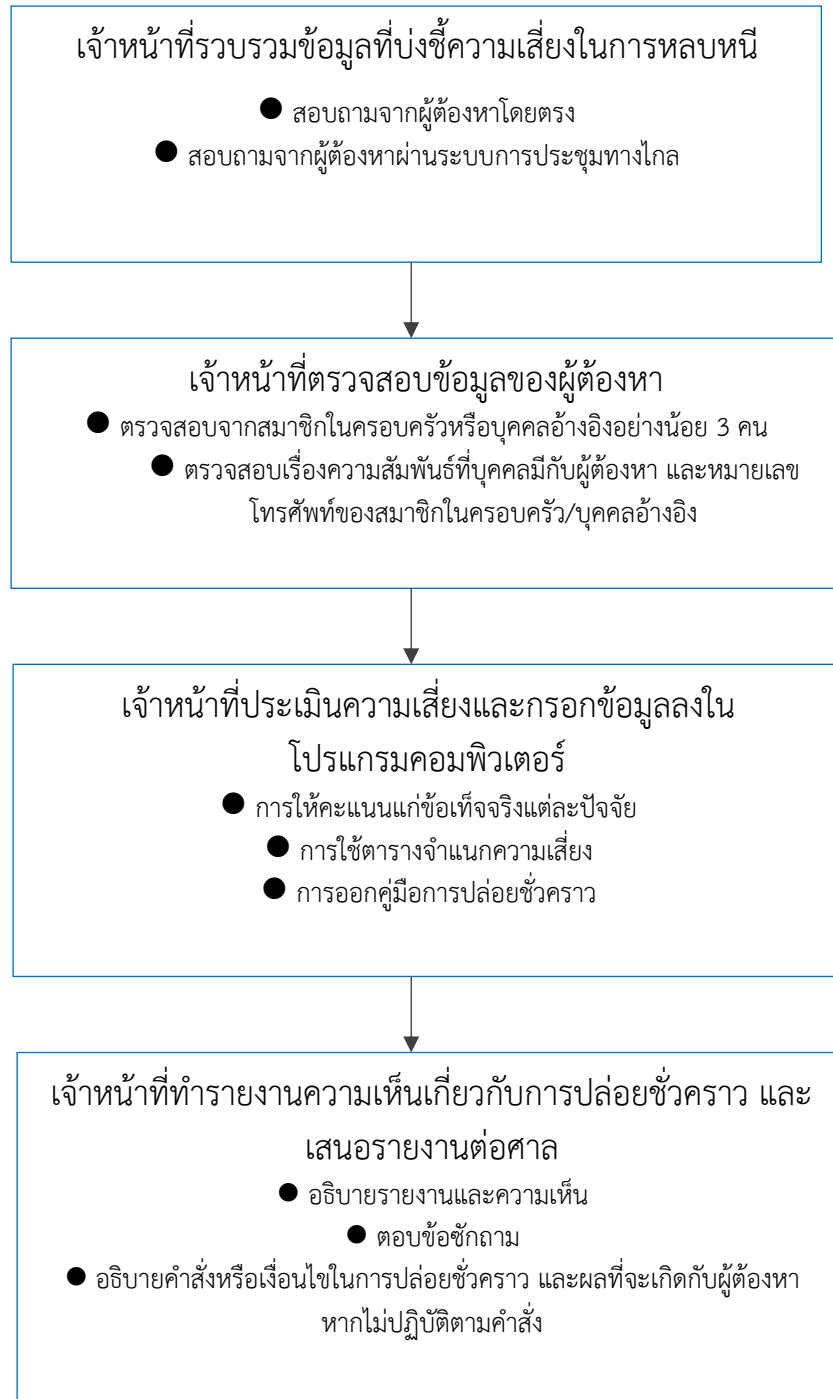 เจ้าหน้าที่รวบรวมข้อมูลที่บ่งชี้ความเสี่ยงในการหลบหนี
● สอบถามจากผู้ต้องหาโดยตรง
● สอบถามจากผู้ต้องหาผ่านระบบการประชุมทางไกล
เจ้าหน้าที่ตรวจสอบข้อมูลของผู้ต้องหา
● ตรวจสอบจากสมาชิกในครอบครัวหรือบุคคลอ้างอิงอย่างน้อย 3 คน
● ตรวจสอบเรื่องความสัมพันธ์ที่บุคคลมีกับผู้ต้องหา และหมายเลข
โทรศัพท์ของสมาชิกในครอบครัว/บุคคลอ้างอิง
เจ้าหน้าที่ประเมินความเสี่ยงและกรอกข้อมูลลงใน
โปรแกรมคอมพิวเตอร์
● การให้คะแนนแก่ข้อเท็จจริงแต่ละปัจจัย
● การใช้ตารางจำแนกความเสี่ยง
● การออกคู่มือการปล่อยชั่วคราว
เจ้าหน้าที่ทำรายงานความเห็นเกี่ยวกับการปล่อยชั่วคราว และ
เสนอรายงานต่อศาล
● อธิบายรายงานและความเห็น
● ตอบข้อซักถาม
● อธิบายคำสั่งหรือเงื่อนไขในการปล่อยชั่วคราว และผลที่จะเกิดกับผู้ต้องหา
หากไม่ปฏิบัติตามคำสั่ง